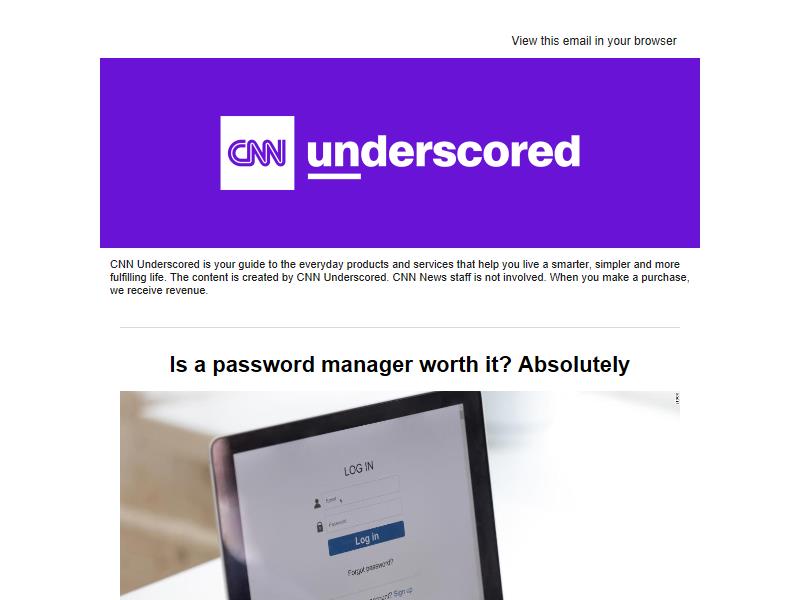 View this email in your browser
CNN underscored
CNN Underscored is your guide to the everyday products and services that help you live a smarter, simpler and more
fulfilling life. The content is created by CNN Underscored. CNN News staff is not involved. When you make a purchase,
we receive revenue.
Is a password manager worth it? Absolutely
LOG IN
Email
Password
Log in
Forgot password?
account? Sign up